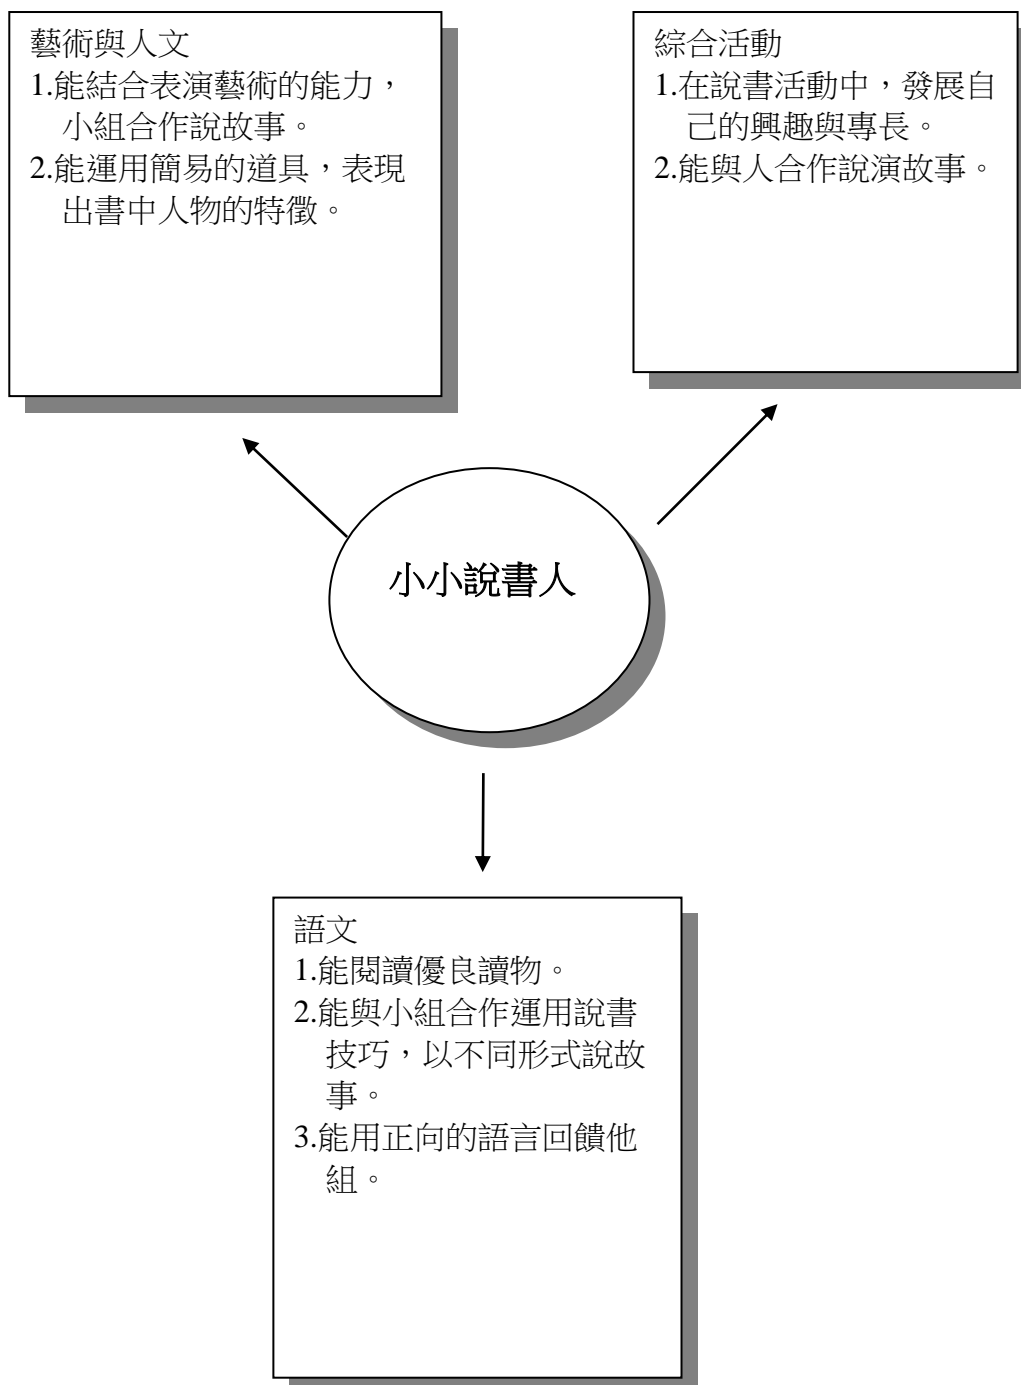 藝術與人文
1.能結合表演藝術的能力，
小組合作說故事。
2.能運用簡易的道具，表現
出書中人物的特徵。
綜合活動
1.在說書活動中，發展自
己的興趣與專長。
2.能與人合作說演故事。
小小說書人
語文
1.能閱讀優良讀物。
2.能與小組合作運用說書
技巧，以不同形式說故
事。
3.能用正向的語言回饋他
組。